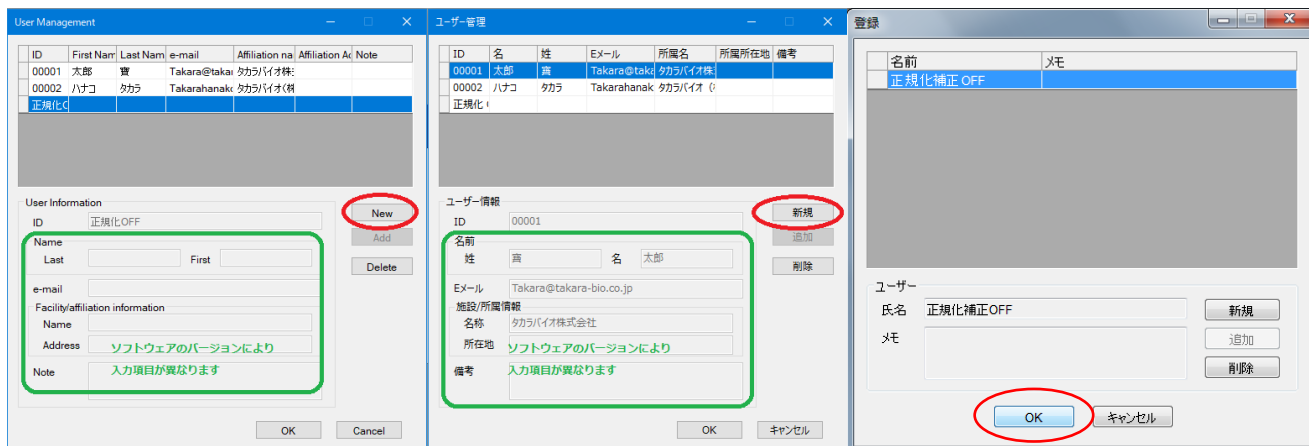 User Management
ID First Nam Last Nam e-mail Affiliation na Affiliation Ac Note
00001 太郎 寶 Takara@takai タカラバイオ株
00002 ハナコ タカラ Takarahanako タカラバイオ(株
正規化O
User Information
ID 正規化OFF
New
Name
Last First
Add
Delete
e-mail
Facility/affiliation information
Name
Address ソフトウェアのバージョンにより
Note 入力項目が異なります
OK Cancel
ユーザー管理
ID 名 姓 Eメール 所属名 所属所在地 備考
00001 太郎 寶 Takara@taka タカラバイオ株
00002 ハナコ タカラ Takarahanak タカラバイオ (
正規化
ユーザー情報
ID 00001
新規
名前
姓 寶 名 太郎
追加
削除
Eメール Takara@takara-bio.co.jp
施設/所属情報
名称 タカラバイオ株式会社
所在地 ソフトウェアのバージョンにより
備考 入力項目が異なります
OK キャンセル
登録
名前 メモ
正規化補正OFF
ユーザー
氏名 正規化補正OFF 新規
メモ 追加
削除
OK キャンセル